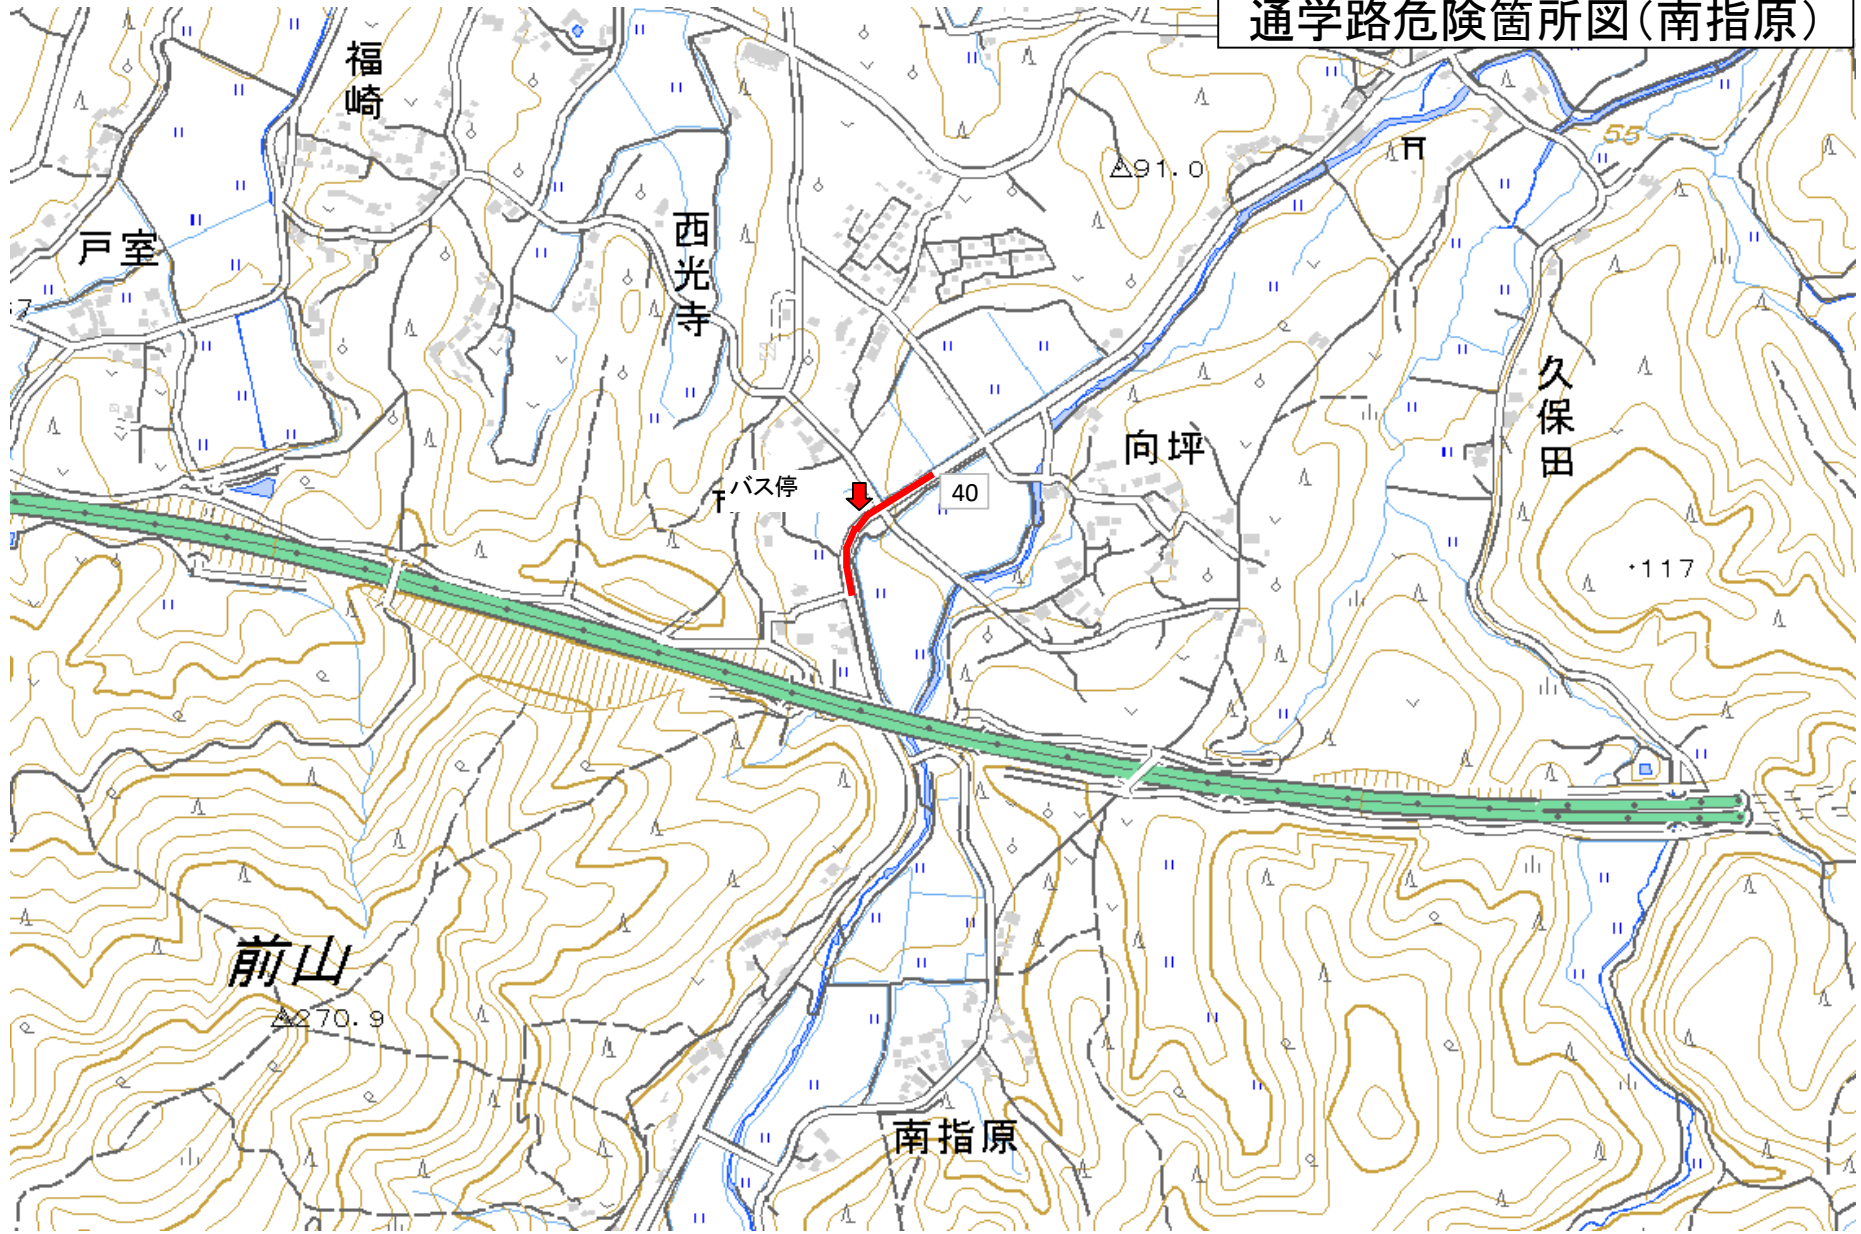 通学路危険箇所図（南指原）
福崎
55
91.0
戸室
西光寺
久保田
向坪
バス停
40
117
前山
270.9
南指原